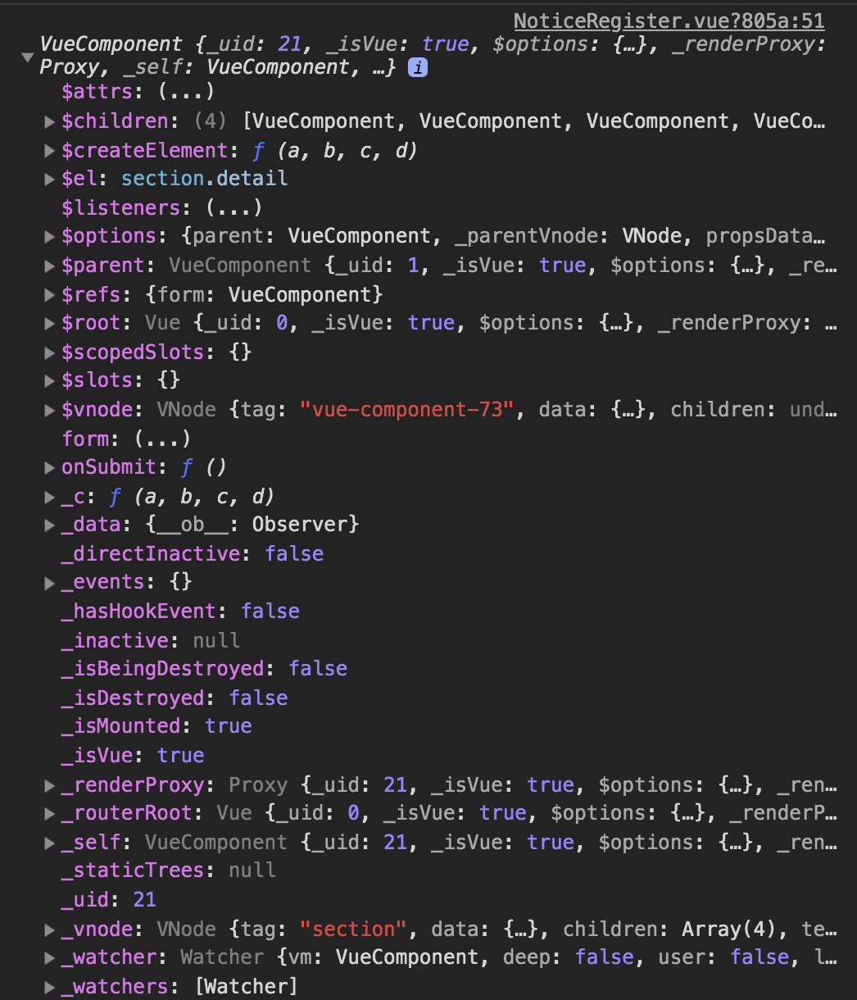 NoticeRegister.vue?805a:51
VueComponent {_uid: 21, _isVue: true, $options: {…}, _renderProxy:
Proxy, _self: VueComponent, …} i
$attrs: (...)
$children: (4) [VueComponent, VueComponent, VueComponent, VueCo…
$createElement: ƒ (a, b, c, d)
$el: section.detail
$listeners: (...)
$options: {parent: VueComponent, _parentVnode: VNode, propsData…
$parent: VueComponent {_uid: 1, _isVue: true, $options: {…}, _re…
$refs: {form: VueComponent}
$root: Vue {_uid: 0, _isVue: true, $options: {…}, _renderProxy: …
$scopedSlots: {}
$slots: {}
$vnode: VNode {tag: "vue-component-73", data: {…}, children: und…
form: (...)
onSubmit: ƒ ()
_c: ƒ (a, b, c, d)
_data: {__ob__: Observer}
_directInactive: false
_events: {}
_hasHookEvent: false
_inactive: null
_isBeingDestroyed: false
_isDestroyed: false
_isMounted: true
_isVue: true
_renderProxy: Proxy {_uid: 21, _isVue: true, $options: {…}, _ren…
_routerRoot: Vue {_uid: 0, _isVue: true, $options: {…}, _renderP…
_self: VueComponent {_uid: 21, _isVue: true, $options: {…}, _ren…
_staticTrees: null
_uid: 21
_vnode: VNode {tag: "section", data: {…}, children: Array(4), te…
_watcher: Watcher {vm: VueComponent, deep: false, user: false, l…
_watchers: [Watcher]